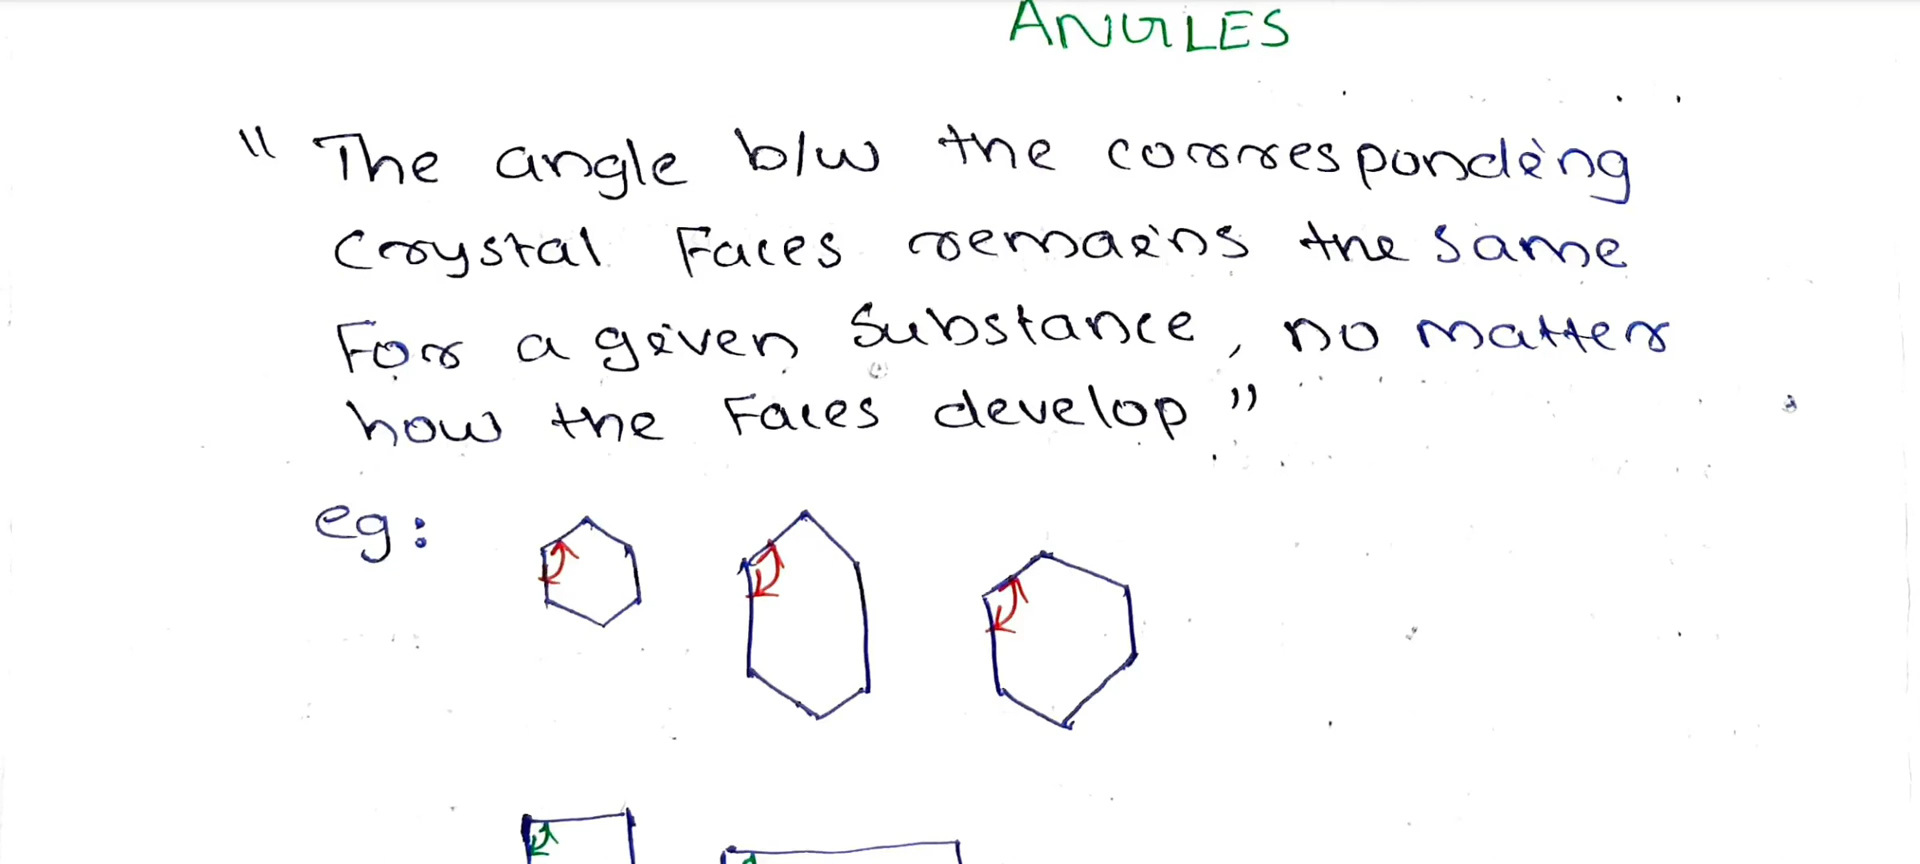 ANGLES
" The angle b/w the corresponding
Crystal Faces remains the same
For a given Substance, no matter
how the Faces develop "
eg: